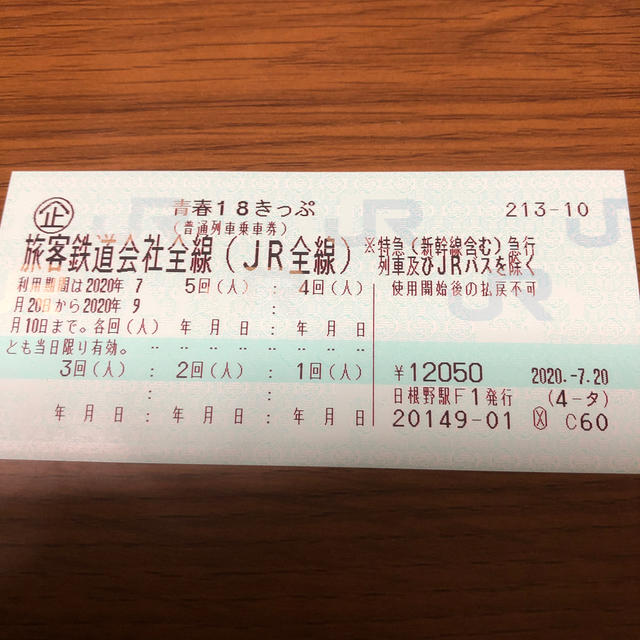 企 青春18きっぷ 213-10
(普通列車乗車券)
旅客鉄道会社全線(JR全線) ※特急(新幹線含む)急行
列車及びJRバスを除く
利用期間は2020年 7 5回(人) : 4回(人) : 使用開始後の払戻不可
月20日から2020年 9 :
月10日まで。各回(人) 年 月 日 年 月 日
とも当日限り有効。 ‥ ‥ ‥ ‥ ‥ ‥ ‥ ‥
3回(人) : 2回(人) : 1回(人) : ¥12050 2020.-7.20
: : : 日根野駅F1発行 (4-タ)
年 月 日 年 月 日 年 月 日 20149-01 ☒ C60
JR
JR
JR